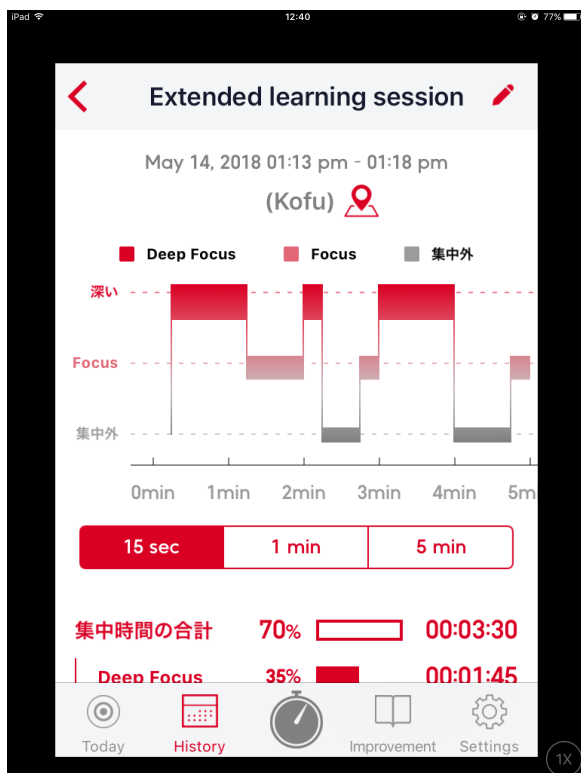 iPad 12:40 77%
Extended learning session
May 14, 2018 01:13 pm - 01:18 pm
(Kofu)
Deep Focus Focus 集中外
深い
Focus
集中外
0min 1min 2min 3min 4min 5m
15 sec 1 min 5 min
集中時間の合計 70% 00:03:30
Deep Focus 35% 00:01:45
Today History Improvement Settings
1X